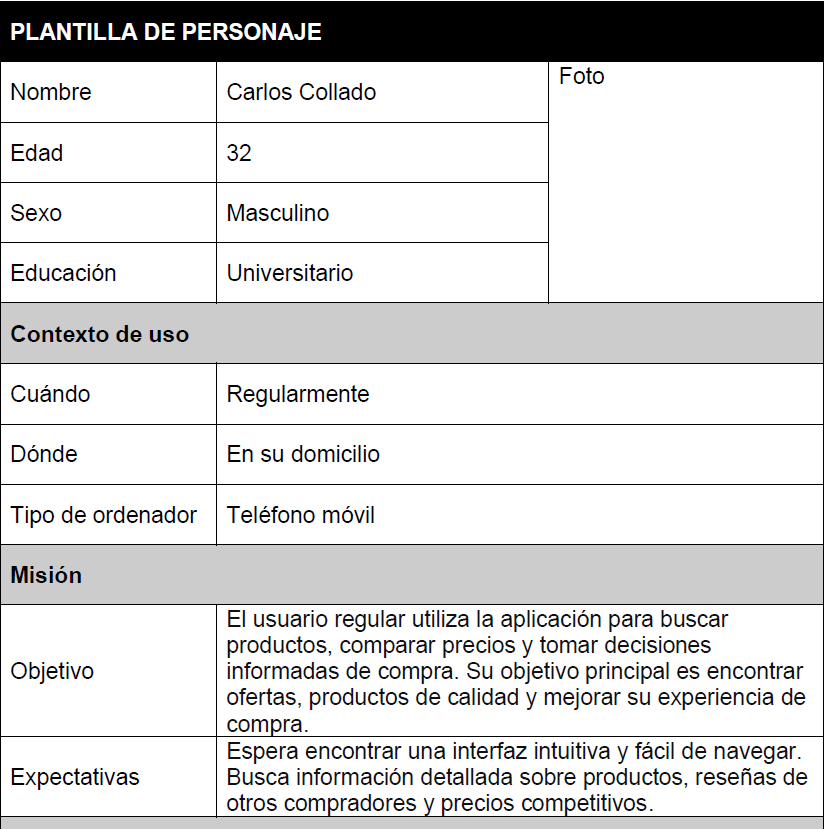 PLANTILLA DE PERSONAJE
Nombre
Carlos Collado
Foto
Edad
32
Sexo
Masculino
Educación
Universitario
Contexto de uso
Cuándo
Regularmente
Dónde
En su domicilio
Tipo de ordenador
Teléfono móvil
Misión
Objetivo
El usuario regular utiliza la aplicación para buscar
productos, comparar precios y tomar decisiones
informadas de compra. Su objetivo principal es encontrar
ofertas, productos de calidad y mejorar su experiencia de
compra.
Expectativas
Espera encontrar una interfaz intuitiva y fácil de navegar.
Busca información detallada sobre productos, reseñas de
otros compradores y precios competitivos.